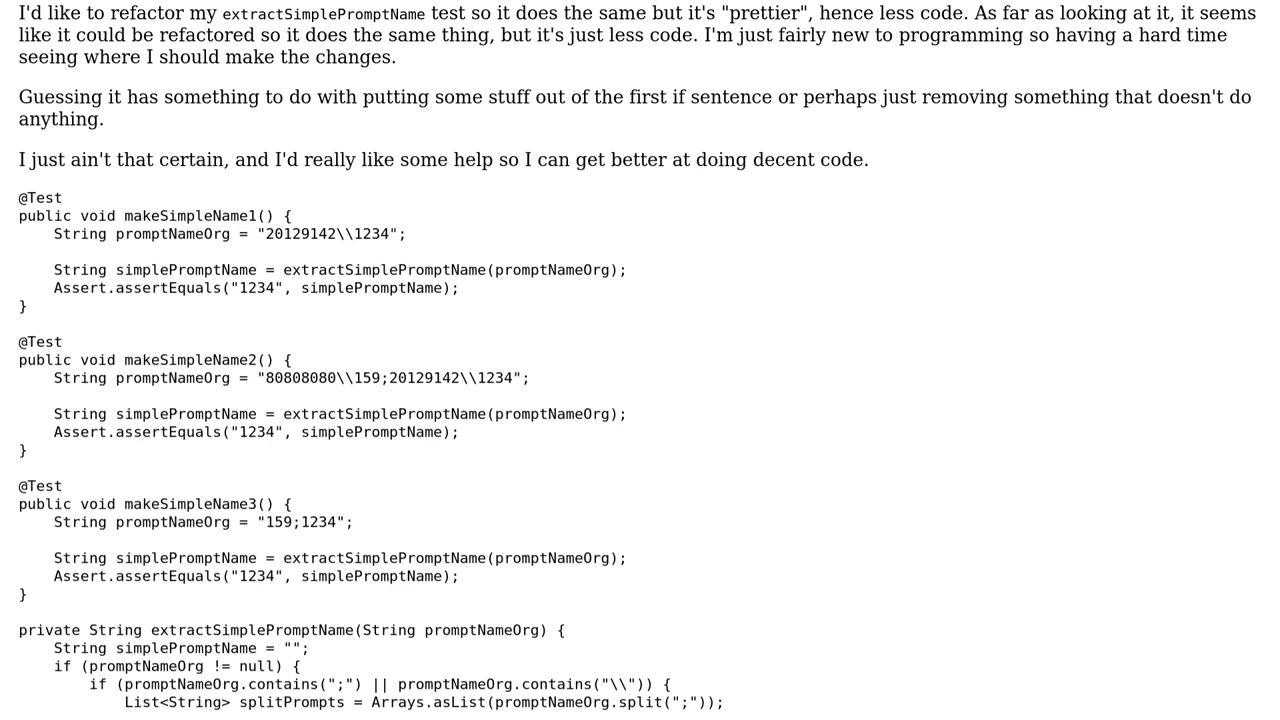 I'd like to refactor my extractSimplePromptName test so it does the same but it's "prettier", hence less code. As far as looking at it, it seems
like it could be refactored so it does the same thing, but it's just less code. I'm just fairly new to programming so having a hard time
seeing where I should make the changes.
Guessing it has something to do with putting some stuff out of the first if sentence or perhaps just removing something that doesn't do
anything.
I just ain't that certain, and I'd really like some help so I can get better at doing decent code.
@Test
public void makeSimpleName1() {
    String promptNameOrg = "20129142\\1234";
    String simplePromptName = extractSimplePromptName(promptNameOrg);
    Assert.assertEquals("1234", simplePromptName);
}
@Test
public void makeSimpleName2() {
    String promptNameOrg = "80808080\\159;20129142\\1234";
    String simplePromptName = extractSimplePromptName(promptNameOrg);
    Assert.assertEquals("1234", simplePromptName);
}
@Test
public void makeSimpleName3() {
    String promptNameOrg = "159;1234";
    String simplePromptName = extractSimplePromptName(promptNameOrg);
    Assert.assertEquals("1234", simplePromptName);
}
private String extractSimplePromptName(String promptNameOrg) {
    String simplePromptName = "";
    if (promptNameOrg != null) {
        if (promptNameOrg.contains(";") || promptNameOrg.contains("\\")) {
            List<String> splitPrompts = Arrays.asList(promptNameOrg.split(";"));